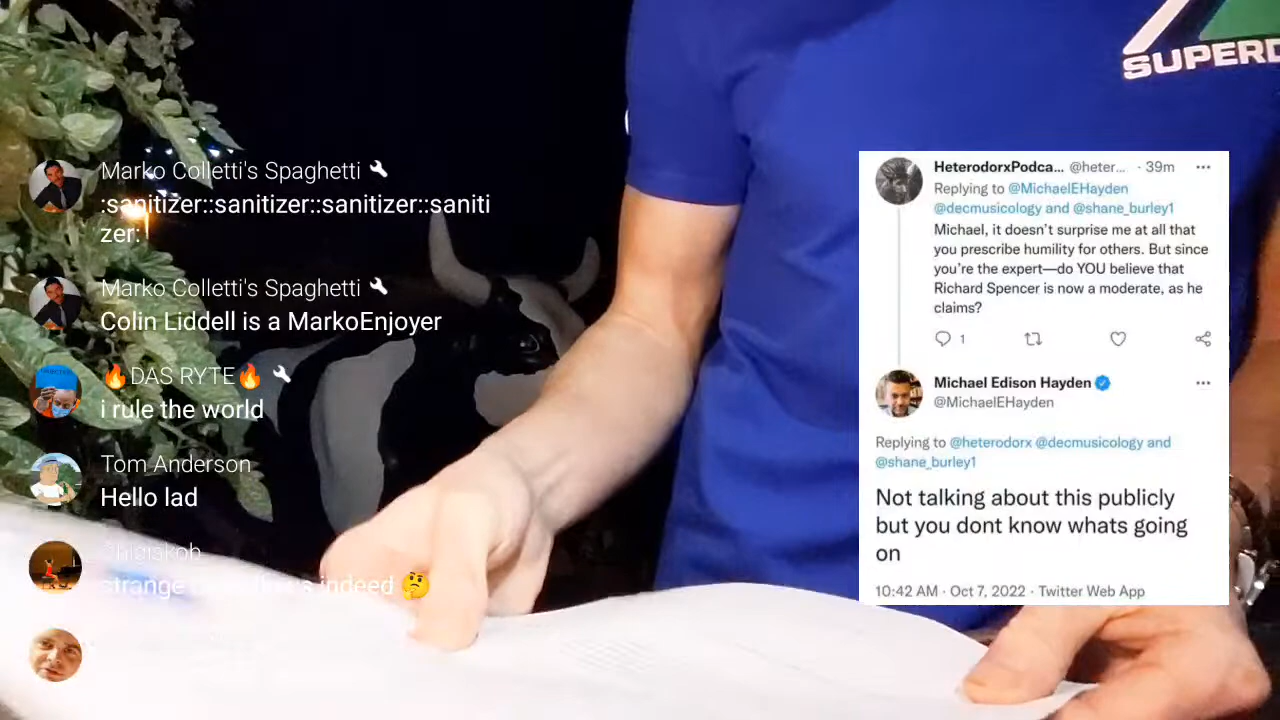 SUPERD
Marko Colletti's Spaghetti
:sanitizer::sanitizer::sanitizer::saniti
zer:
Marko Colletti's Spaghetti
Colin Liddell is a MarkoEnjoyer
🔥DAS RYTE🔥
i rule the world
Tom Anderson
Hello lad
strange indeed 🤔
HeterodorxPodca... @heter... · 39m
Replying to @MichaelEHayden
@decmusicology and @shane_burley1
Michael, it doesn't surprise me at all that
you prescribe humility for others. But since
you're the expert—do YOU believe that
Richard Spencer is now a moderate, as he
claims?
1
Michael Edison Hayden
@MichaelEHayden
Replying to @heterodorx @decmusicology and
@shane_burley1
Not talking about this publicly
but you dont know whats going
on
10:42 AM · Oct 7, 2022 · Twitter Web App